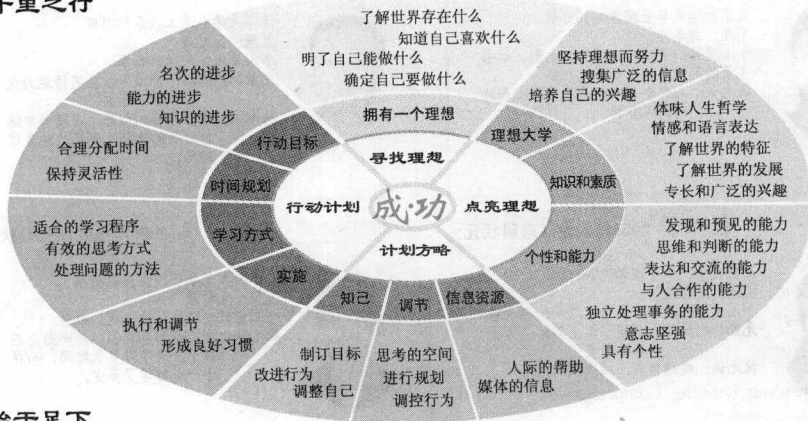 了解世界存在什么
知道自己喜欢什么
明了自己能做什么
确定自己要做什么
拥有一个理想
寻找理想
坚持理想而努力
搜集广泛的信息
培养自己的兴趣
理想大学
体味人生哲学
情感和语言表达
了解世界的特征
了解世界的发展
专长和广泛的兴趣
知识和素质
点亮理想
发现和预见的能力
思维和判断的能力
表达和交流的能力
与人合作的能力
独立处理事务的能力
意志坚强
具有个性
个性和能力
人际的帮助
媒体的信息
信息资源
计划方略
思考的空间
进行规划
调控行为
调节
制订目标
改进行为
调整自己
知己
执行和调节
形成良好习惯
实施
适合的学习程序
有效的思考方式
处理问题的方法
学习方式
行动计划
合理分配时间
保持灵活性
时间规划
名次的进步
能力的进步
知识的进步
行动目标
成·功